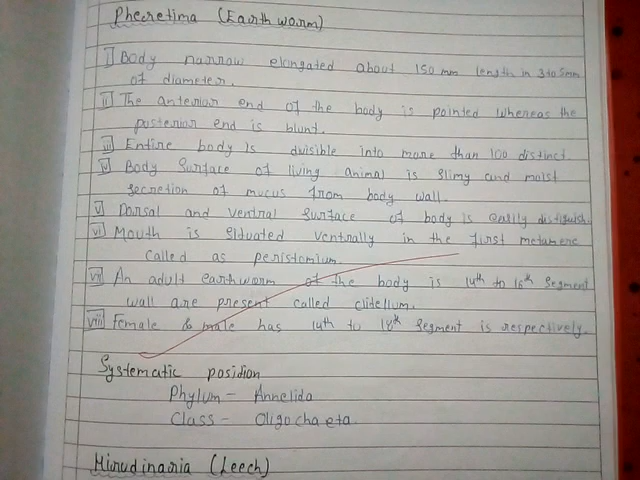 Pheretima (Earthworm)
i] Body narrow elongated about 150 mm length in 3 to 5mm
of diameter.
ii] The anterior end of the body is pointed whereas the
posterior end is blunt.
iii] Entire body is divisible into more than 100 distinct.
iv] Body surface of living animal is slimy and moist
secretion of mucus from body wall.
v] Dorsal and ventral surface of body is easily distinguish.
vi] Mouth is situated ventrally in the first metamere
called as peristomium.
vii] An adult earthworm of the body is 14th to 16th segment
wall are present called clitellum.
viii] Female & male has 14th to 18th segment is respectively.
Systematic position
Phylum - Annelida
Class - Oligochaeta
Hirudinaria (Leech)